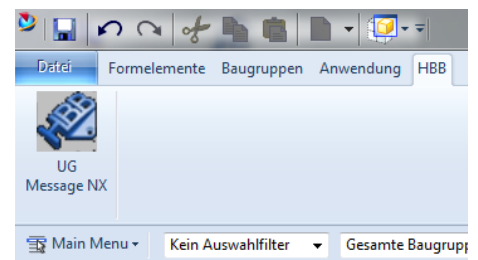 Datei Formelemente Baugruppen Anwendung HBB
UG
Message NX
Main Menu Kein Auswahlfilter Gesamte Baugrupp